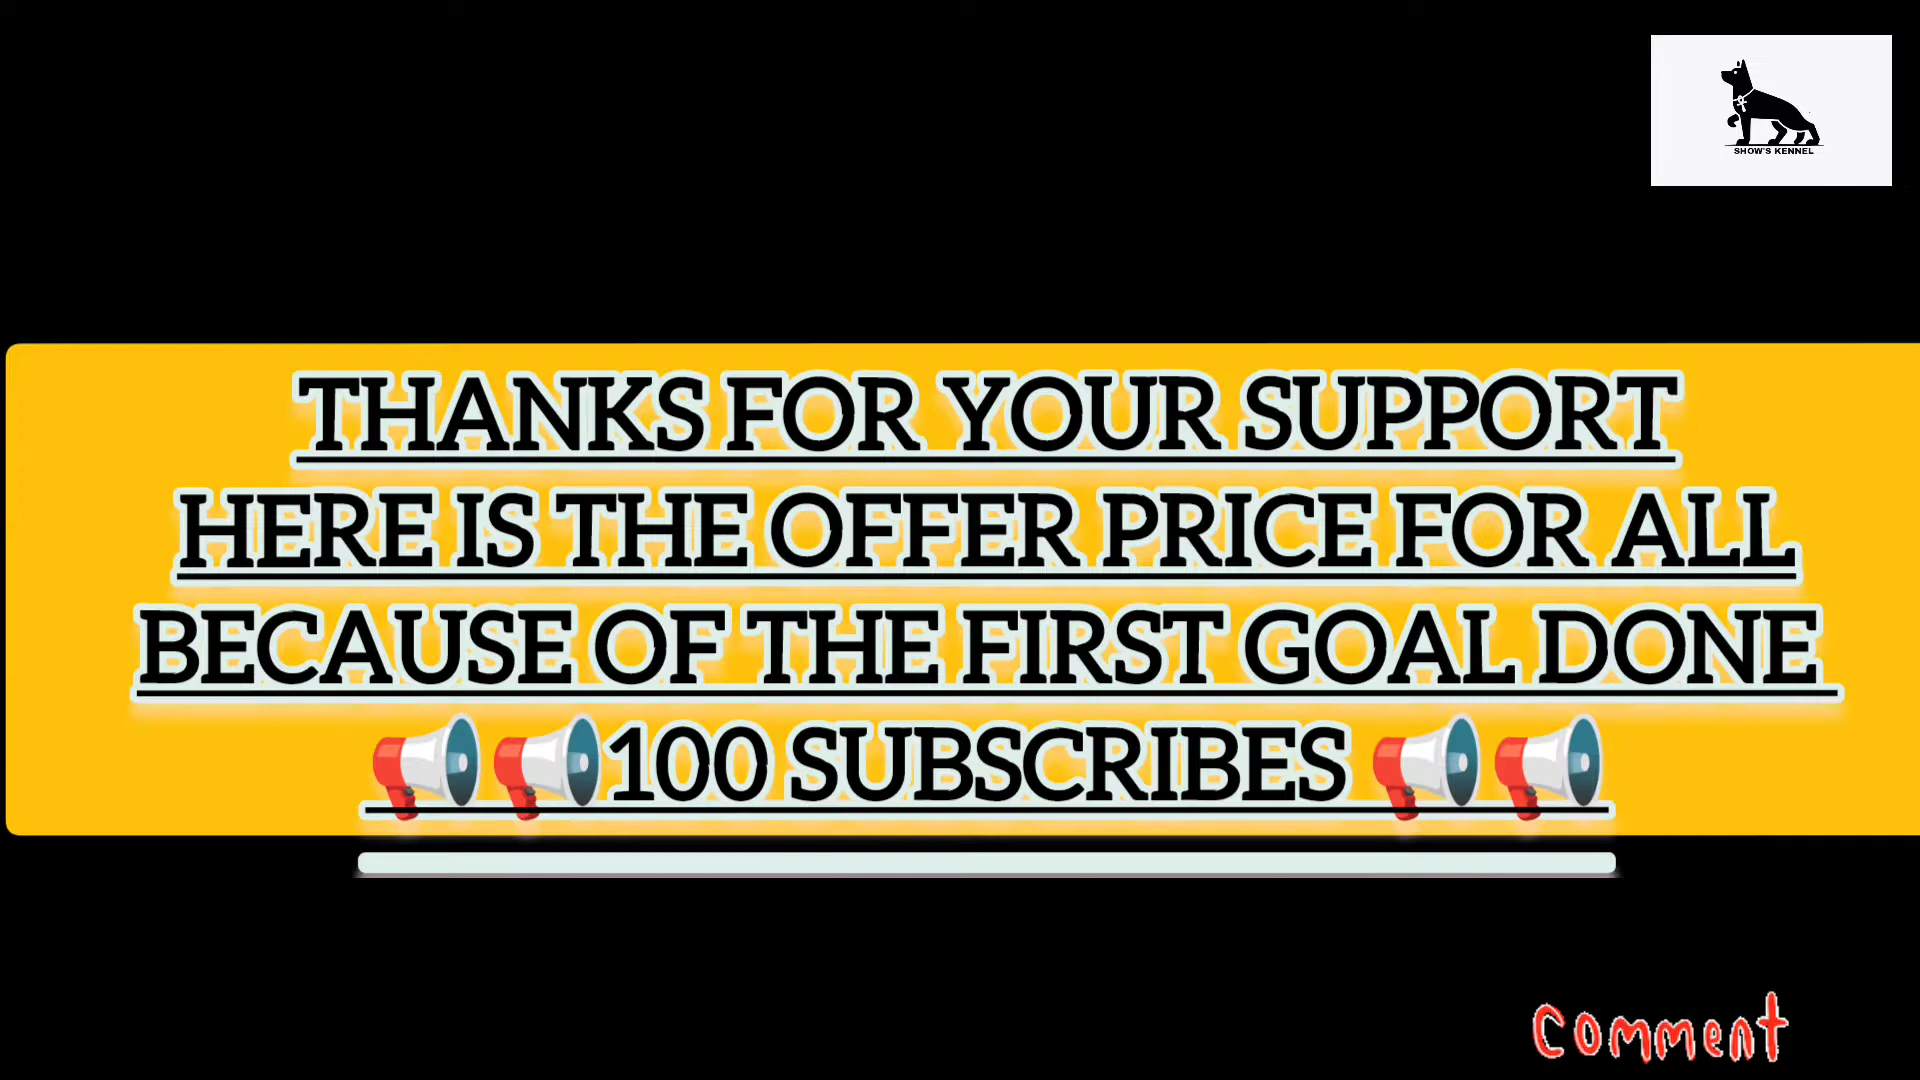 SHOW'S KENNEL
THANKS FOR YOUR SUPPORT
HERE IS THE OFFER PRICE FOR ALL
BECAUSE OF THE FIRST GOAL DONE
📢📢100 SUBSCRIBES 📢📢
comment